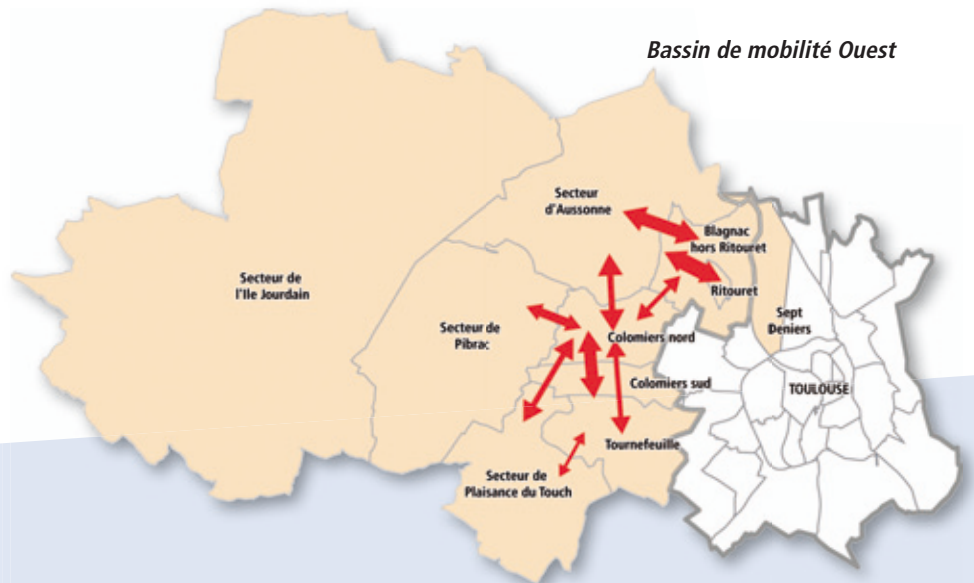 Bassin de mobilité Ouest
Secteur
d'Aussonne
Blagnac
hors Ritouret
Secteur de
l'Ile Jourdain
Ritouret
Sept
Deniers
Secteur de
Pibrac
Colomiers nord
Colomiers sud
TOULOUSE
Tournefeuille
Secteur de
Plaisance du Touch